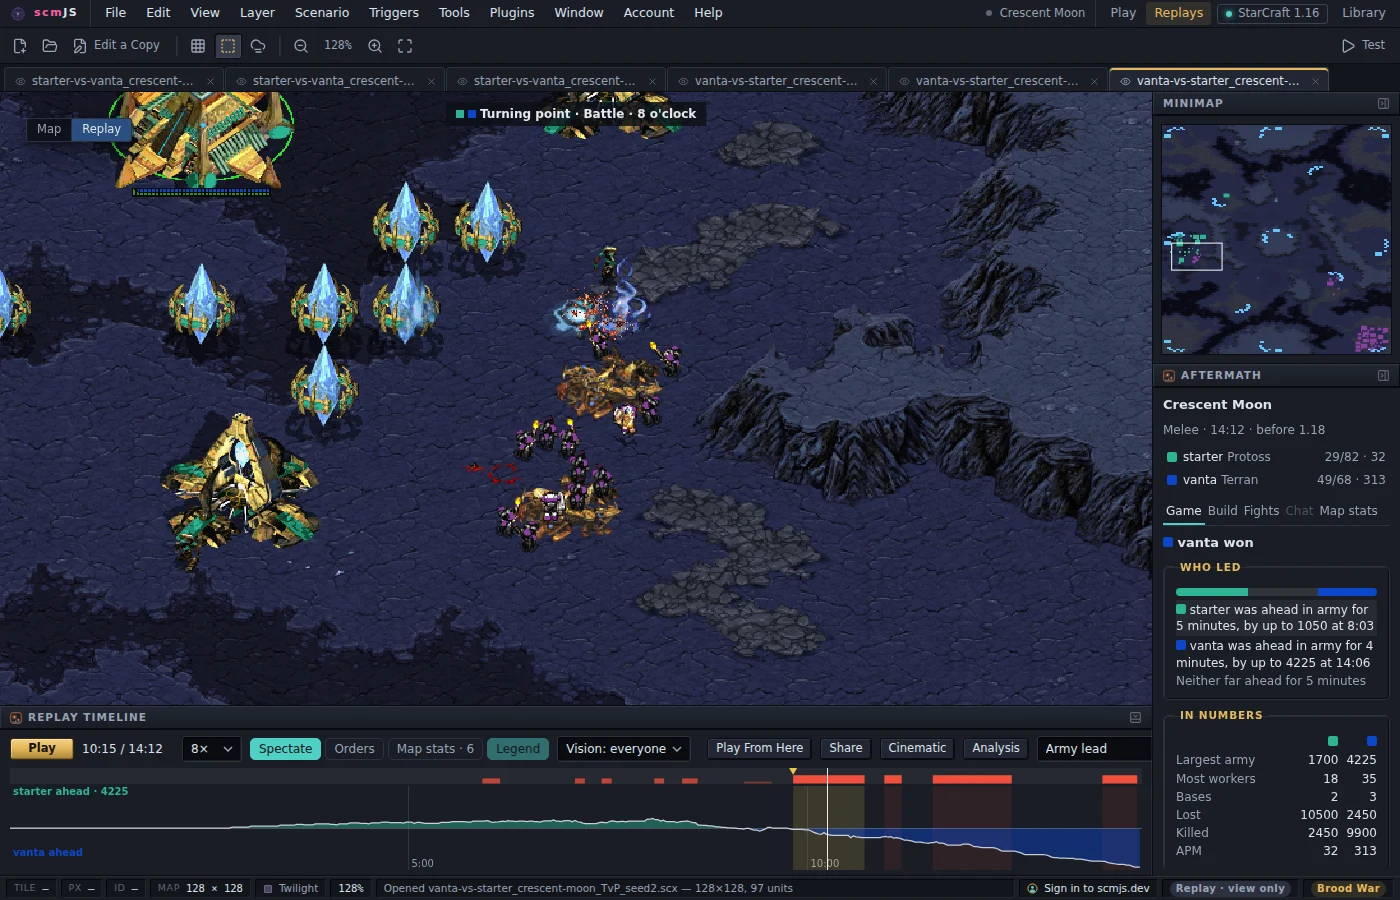 scmJS File Edit View Layer Scenario Triggers Tools Plugins Window Account Help Crescent Moon Play Replays StarCraft 1.16 Library
Edit a Copy 128% Test
starter-vs-vanta_crescent-... starter-vs-vanta_crescent-... starter-vs-vanta_crescent-... vanta-vs-starter_crescent-... vanta-vs-starter_crescent-... vanta-vs-starter_crescent-...
Map Replay
Turning point · Battle · 8 o'clock
MINIMAP
AFTERMATH
Crescent Moon
Melee · 14:12 · before 1.18
starter Protoss 29/82 · 32
vanta Terran 49/68 · 313
Game Build Fights Chat Map stats
vanta won
WHO LED
starter was ahead in army for
5 minutes, by up to 1050 at 8:03
vanta was ahead in army for 4
minutes, by up to 4225 at 14:06
Neither far ahead for 5 minutes
IN NUMBERS
Largest army 1700 4225
Most workers 18 35
Bases 2 3
Lost 10500 2450
Killed 2450 9900
APM 32 313
REPLAY TIMELINE
Play 10:15 / 14:12 8× Spectate Orders Map stats · 6 Legend Vision: everyone Play From Here Share Cinematic Analysis Army lead
starter ahead · 4225
vanta ahead
5:00 10:00
TILE – PX – ID – MAP 128 × 128 Twilight 128% Opened vanta-vs-starter_crescent-moon_TvP_seed2.scx — 128×128, 97 units Sign in to scmjs.dev Replay · view only Brood War